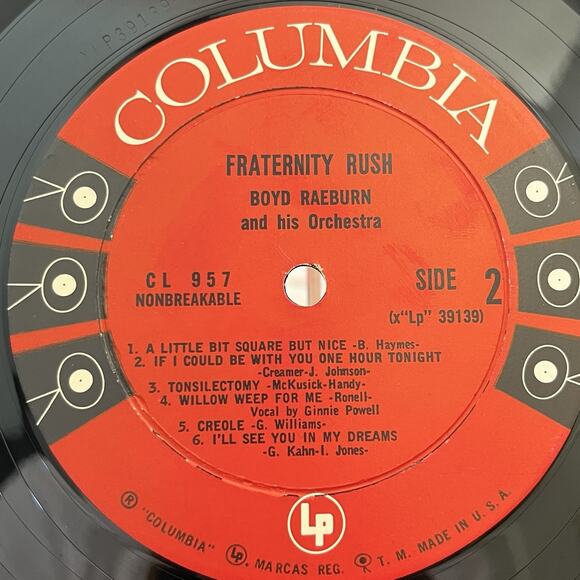 COLUMBIA
FRATERNITY RUSH
BOYD RAEBURN
and his Orchestra
CL 957
NONBREAKABLE
SIDE 2
(x"Lp" 39139)
1. A LITTLE BIT SQUARE BUT NICE -B. Haymes-
2. IF I COULD BE WITH YOU ONE HOUR TONIGHT
-Creamer-J. Johnson-
3. TONSILECTOMY -McKusick-Handy-
4. WILLOW WEEP FOR ME -Ronell-
Vocal by Ginnie Powell
5. CREOLE -G. Williams-
6. I'LL SEE YOU IN MY DREAMS
-G. Kahn-I. Jones-
Lp
® "COLUMBIA" Lp MARCAS REG. T. M. MADE IN U. S. A.